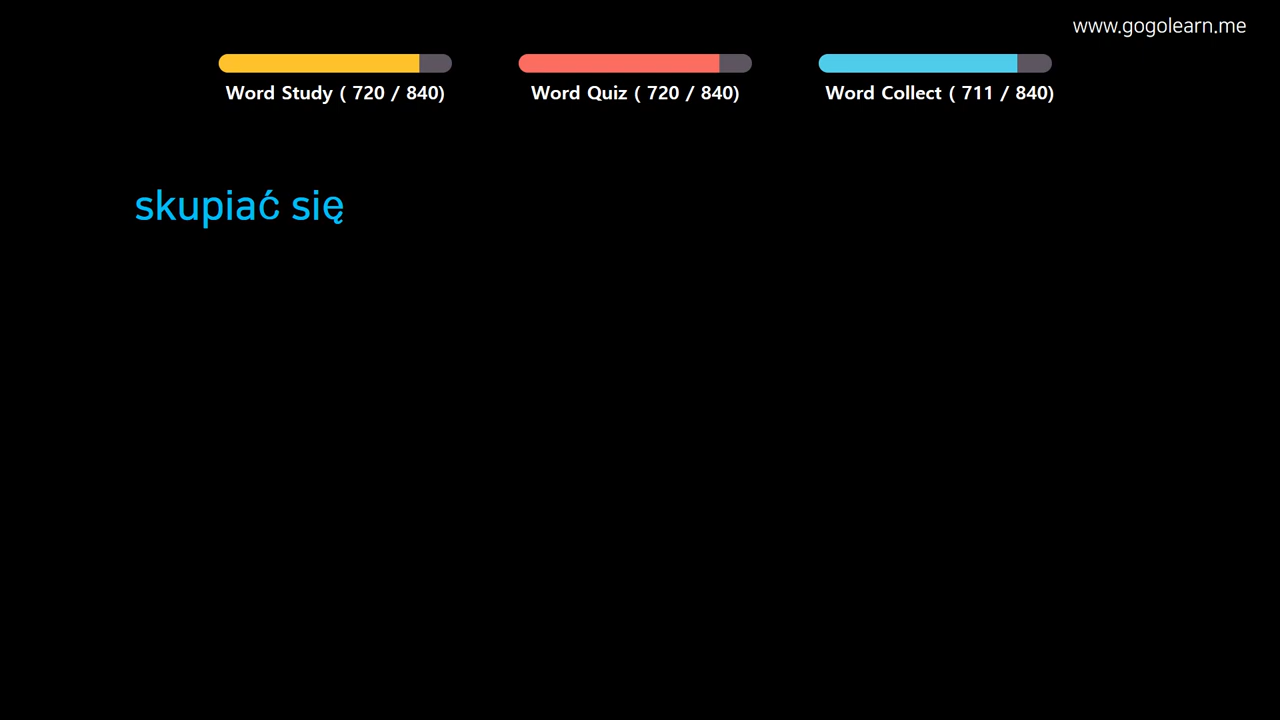 www.gogolearn.me
Word Study ( 720 / 840)
Word Quiz ( 720 / 840)
Word Collect ( 711 / 840)
skupiać się